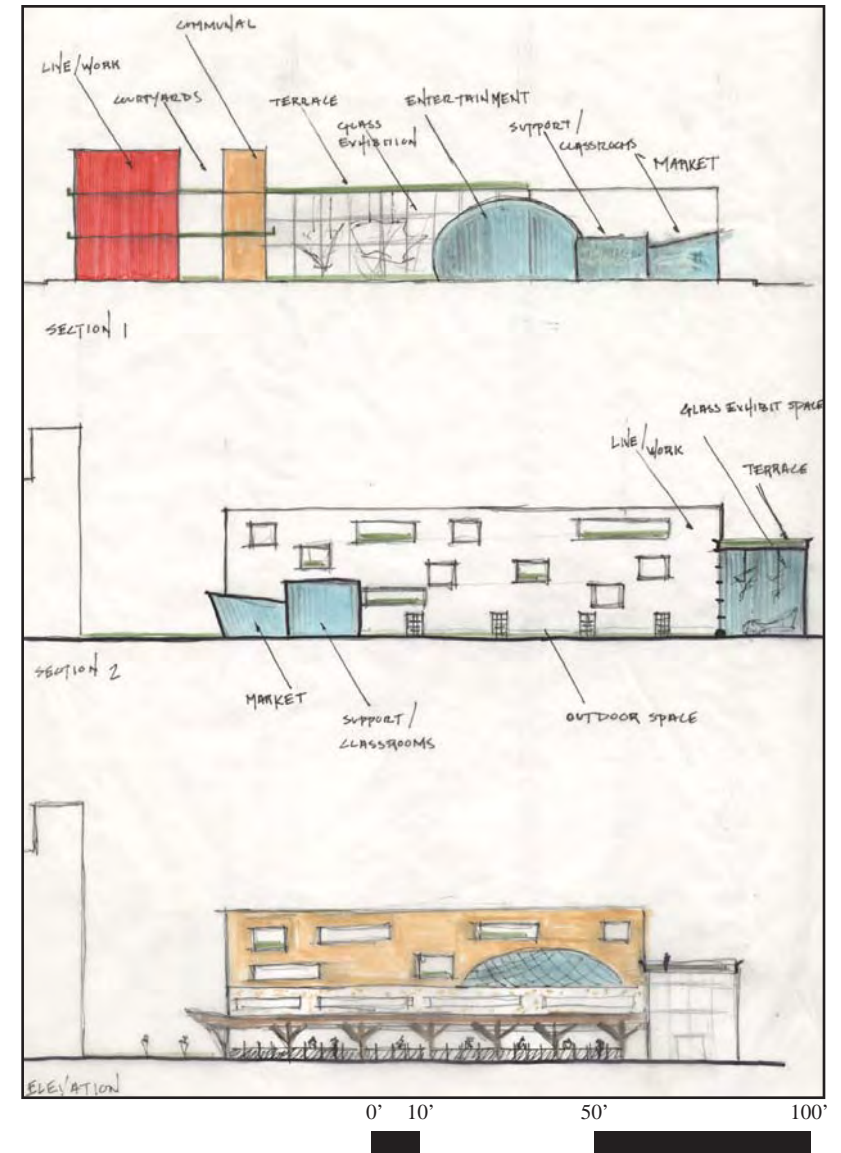 COMMUNAL
LIVE/WORK
COURTYARDS
TERRACE
ENTERTAINMENT
GLASS
EXHIBITION
SUPPORT/
CLASSROOMS
MARKET
SECTION 1
GLASS EXHIBIT SPACE
LIVE/WORK
TERRACE
SECTION 2
MARKET
SUPPORT/
CLASSROOMS
OUTDOOR SPACE
ELEVATION
0’ 10’ 50’ 100’